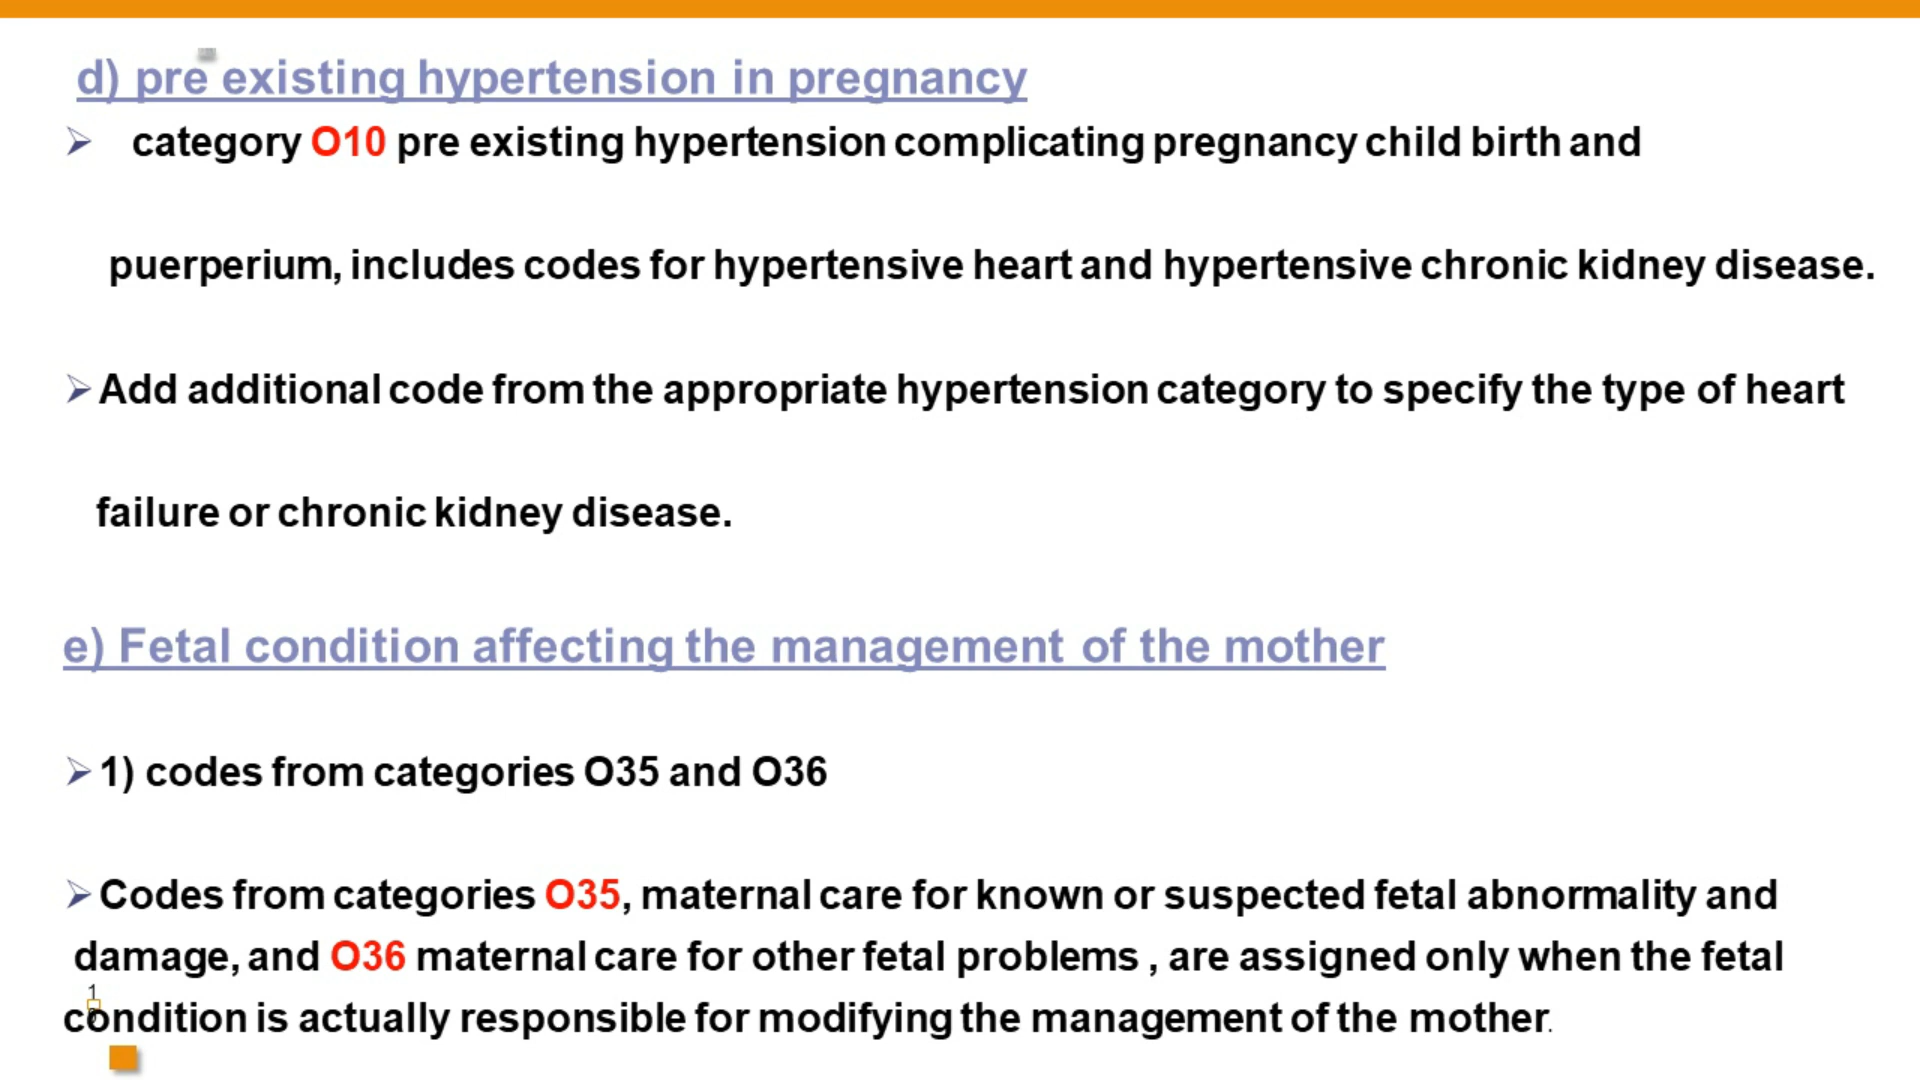 d) pre existing hypertension in pregnancy
category O10 pre existing hypertension complicating pregnancy child birth and
puerperium, includes codes for hypertensive heart and hypertensive chronic kidney disease.
Add additional code from the appropriate hypertension category to specify the type of heart
failure or chronic kidney disease.
e) Fetal condition affecting the management of the mother
1) codes from categories O35 and O36
Codes from categories O35, maternal care for known or suspected fetal abnormality and
damage, and O36 maternal care for other fetal problems , are assigned only when the fetal
1
condition is actually responsible for modifying the management of the mother.